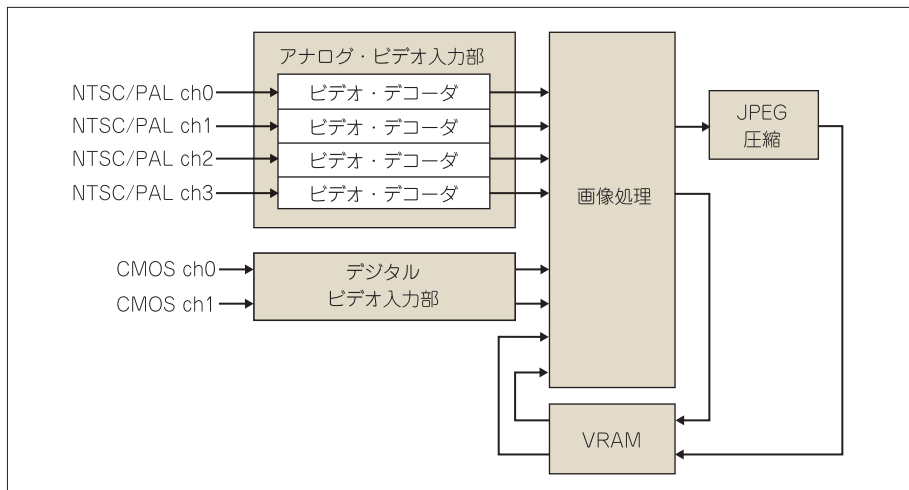 アナログ・ビデオ入力部
NTSC/PAL ch0
ビデオ・デコーダ
NTSC/PAL ch1
ビデオ・デコーダ
NTSC/PAL ch2
ビデオ・デコーダ
NTSC/PAL ch3
ビデオ・デコーダ
CMOS ch0
CMOS ch1
デジタル
ビデオ入力部
画像処理
JPEG
圧縮
VRAM